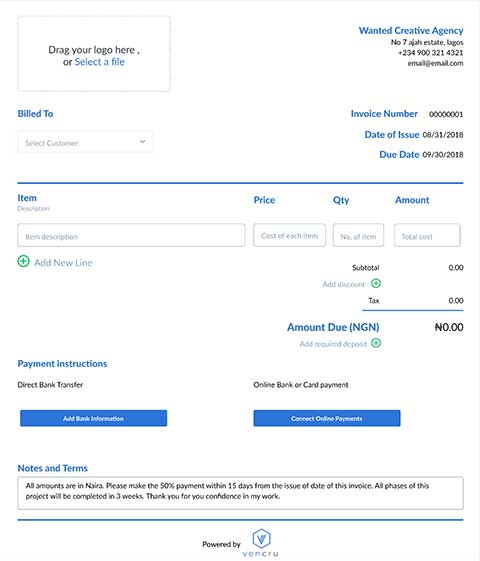 Drag your logo here ,
or Select a file
Wanted Creative Agency
No 7 ajah estate, lagos
+234 900 321 4321
email@email.com
Billed To
Select Customer
Invoice Number 00000001
Date of Issue 08/31/2018
Due Date 09/30/2018
Item Price Qty Amount
Description
Item description Cost of each item No. of item Total cost
Add New Line
Subtotal 0.00
Add discount
Tax 0.00
Amount Due (NGN) ₦0.00
Add required deposit
Payment instructions
Direct Bank Transfer Online Bank or Card payment
Add Bank Information Connect Online Payments
Notes and Terms
All amounts are in Naira. Please make the 50% payment within 15 days from the issue of date of this invoice. All phases of this
project will be completed in 3 weeks. Thank you for you confidence in my work.
Powered by
vencru